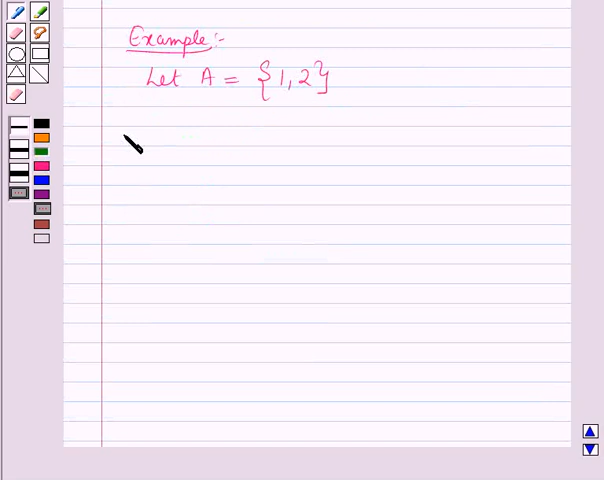 Example:-
Let A = {1, 2}